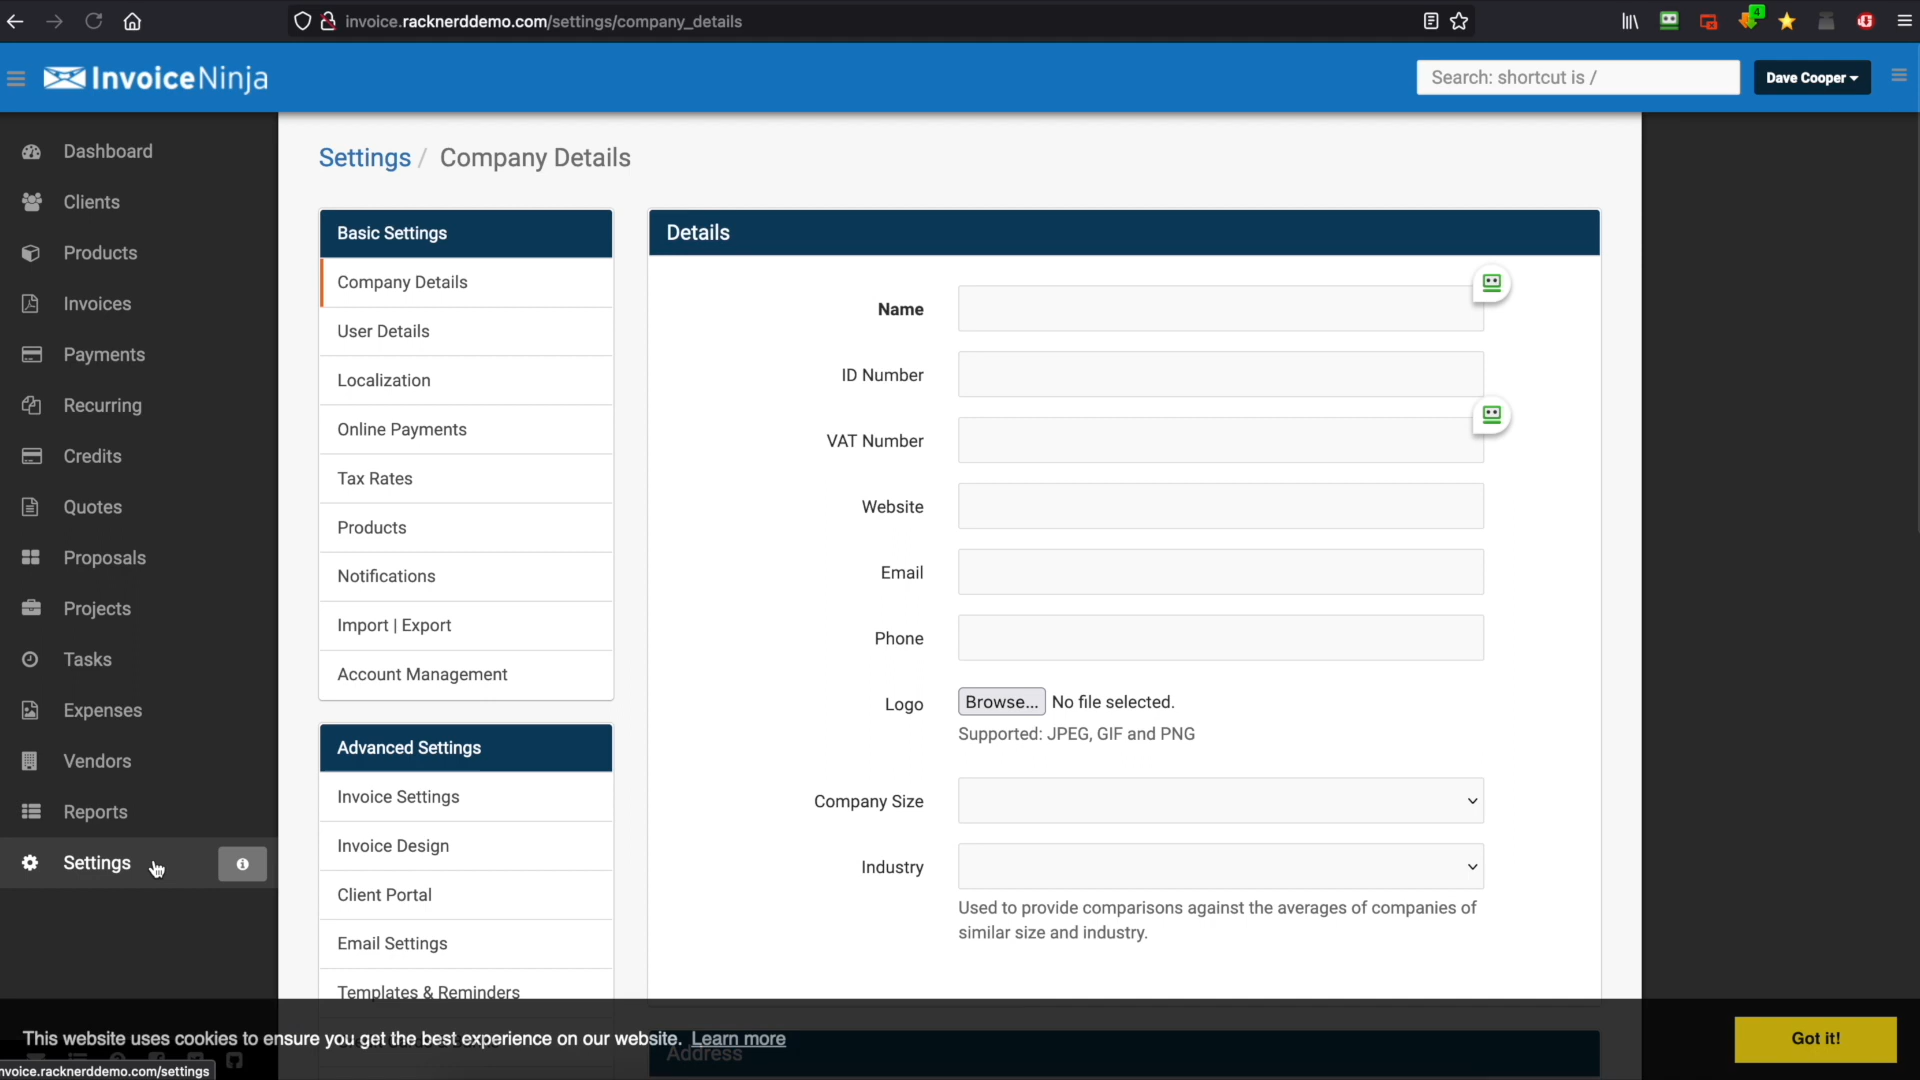 invoice.racknerddemo.com/settings/company_details
4
InvoiceNinja
Search: shortcut is /
Dave Cooper
Dashboard
Clients
Products
Invoices
Payments
Recurring
Credits
Quotes
Proposals
Projects
Tasks
Expenses
Vendors
Reports
Settings
Settings / Company Details
Basic Settings
Company Details
User Details
Localization
Online Payments
Tax Rates
Products
Notifications
Import | Export
Account Management
Advanced Settings
Invoice Settings
Invoice Design
Client Portal
Email Settings
Templates & Reminders
Details
Name
ID Number
VAT Number
Website
Email
Phone
Logo
Browse... No file selected.
Supported: JPEG, GIF and PNG
Company Size
Industry
Used to provide comparisons against the averages of companies of
similar size and industry.
Address
This website uses cookies to ensure you get the best experience on our website. Learn more
Got it!
nvoice.racknerddemo.com/settings